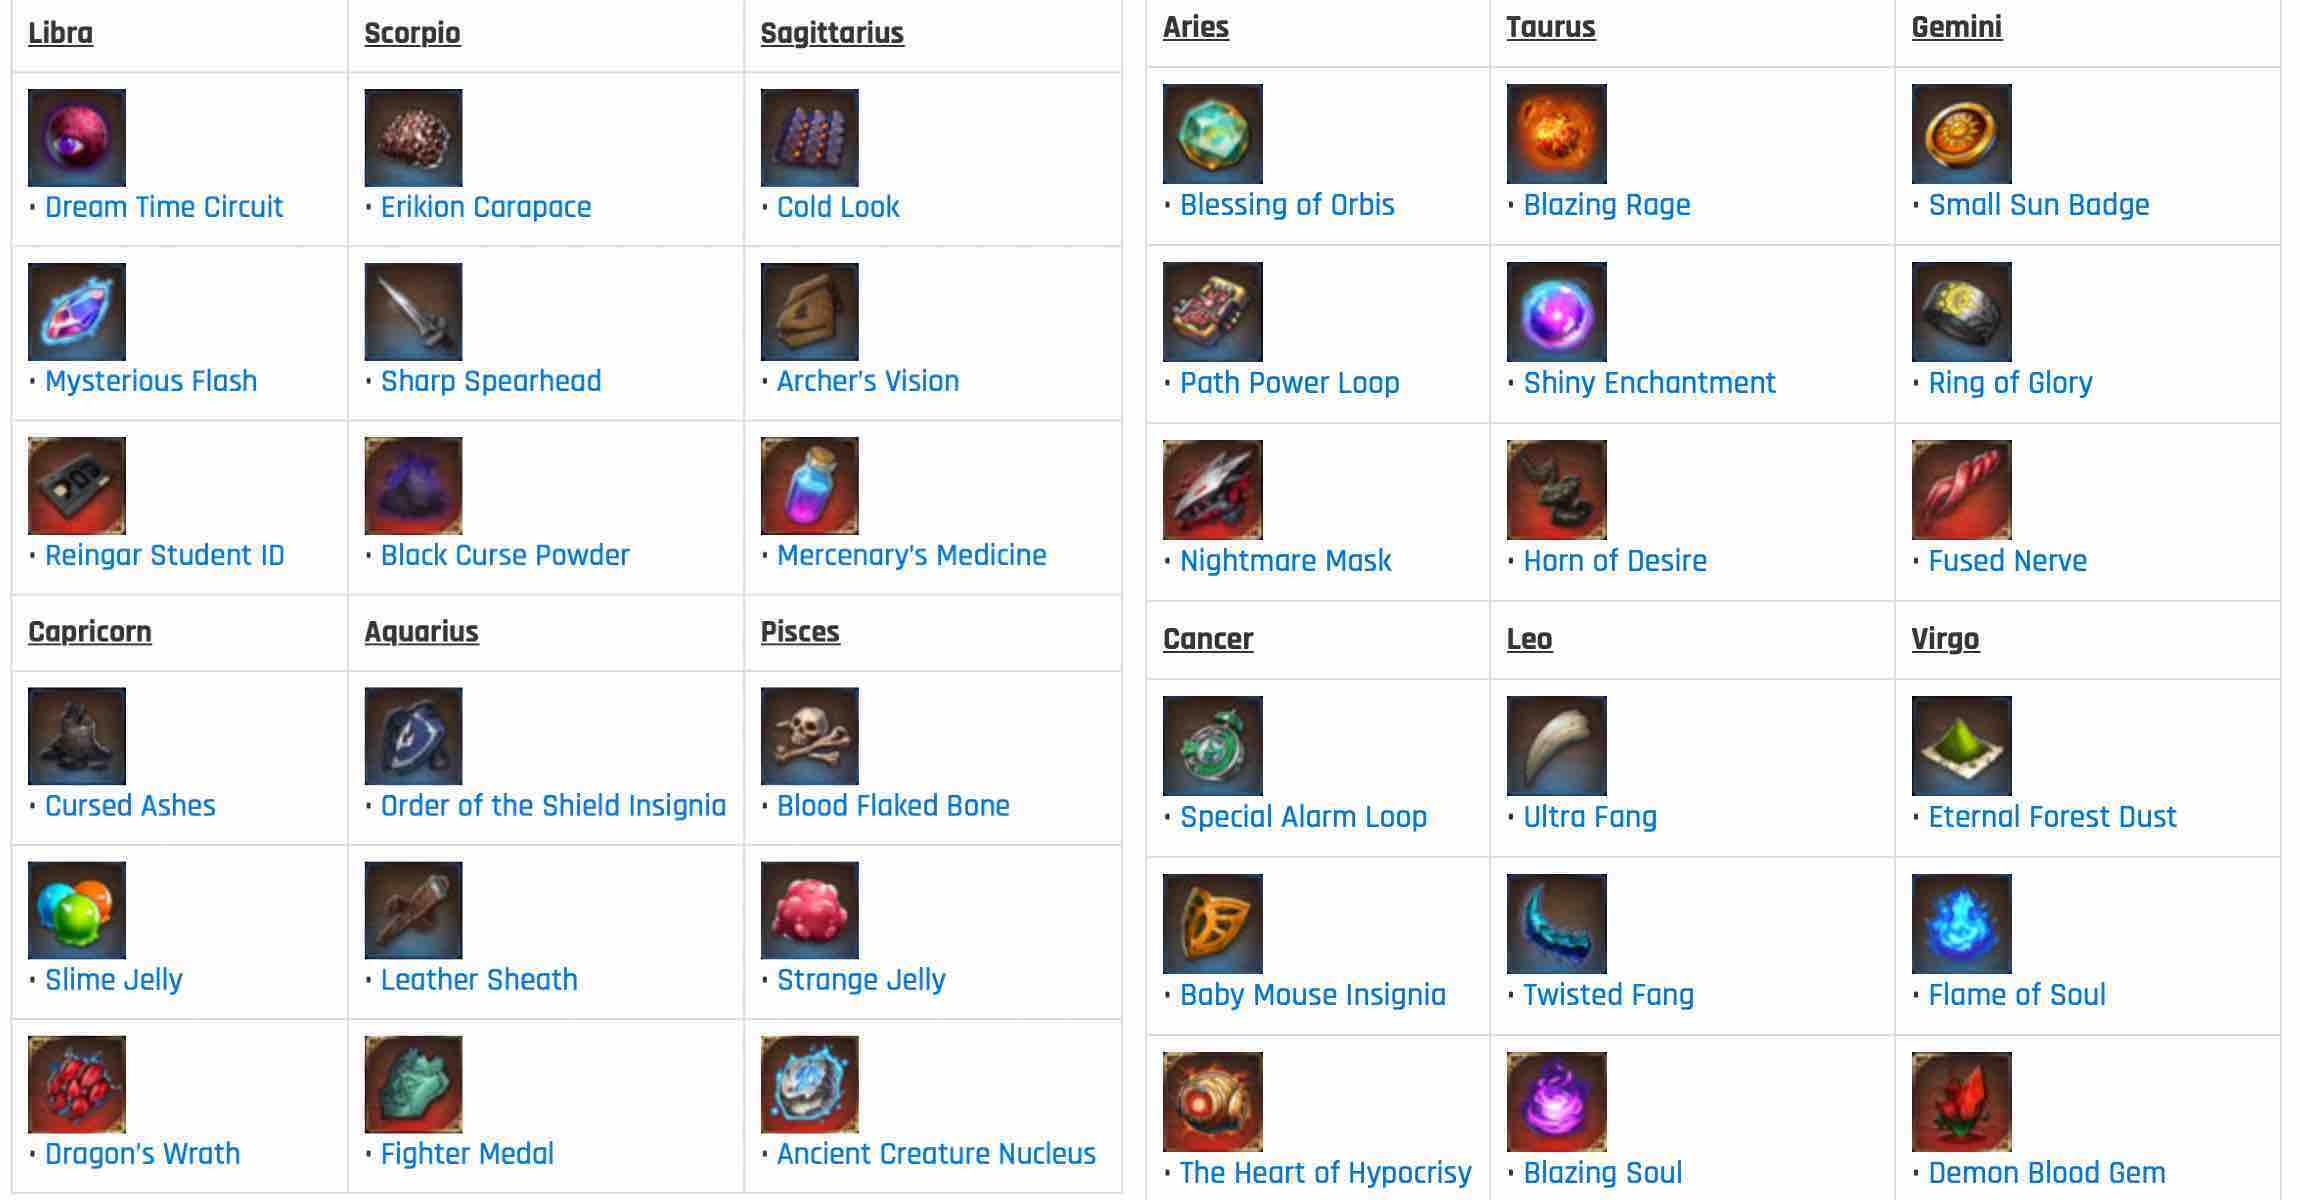 Libra
Scorpio
Sagittarius
· Dream Time Circuit
· Erikion Carapace
· Cold Look
· Mysterious Flash
· Sharp Spearhead
· Archer's Vision
· Reingar Student ID
· Black Curse Powder
· Mercenary's Medicine
Capricorn
Aquarius
Pisces
· Cursed Ashes
· Order of the Shield Insignia
· Blood Flaked Bone
· Slime Jelly
· Leather Sheath
· Strange Jelly
· Dragon's Wrath
· Fighter Medal
· Ancient Creature Nucleus
Aries
Taurus
Gemini
· Blessing of Orbis
· Blazing Rage
· Small Sun Badge
· Path Power Loop
· Shiny Enchantment
· Ring of Glory
· Nightmare Mask
· Horn of Desire
· Fused Nerve
Cancer
Leo
Virgo
· Special Alarm Loop
· Ultra Fang
· Eternal Forest Dust
· Baby Mouse Insignia
· Twisted Fang
· Flame of Soul
· The Heart of Hypocrisy
· Blazing Soul
· Demon Blood Gem